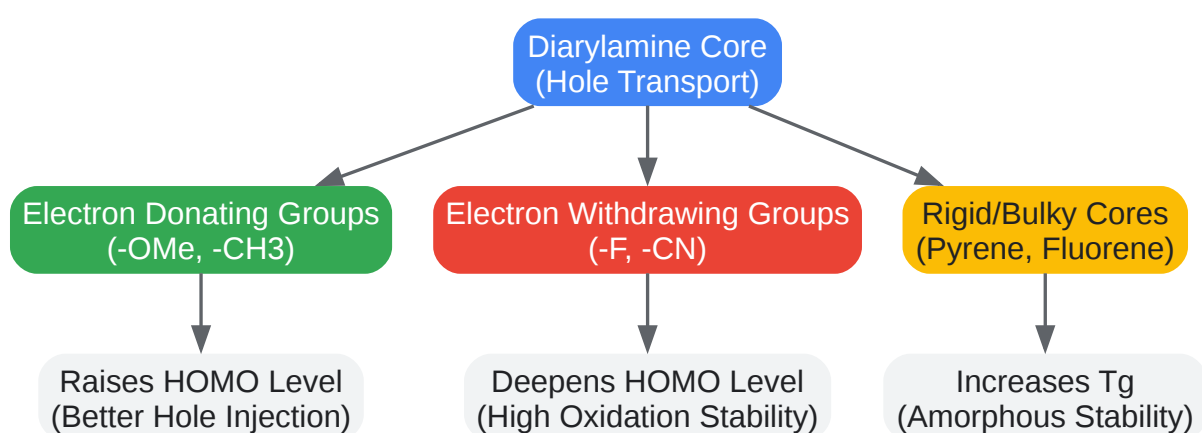 Diarylamine Core
(Hole Transport)
Electron Donating Groups
(-OMe, -CH3)
Electron Withdrawing Groups
(-F, -CN)
Rigid/Bulky Cores
(Pyrene, Fluorene)
Raises HOMO Level
(Better Hole Injection)
Deepens HOMO Level
(High Oxidation Stability)
Increases Tg
(Amorphous Stability)